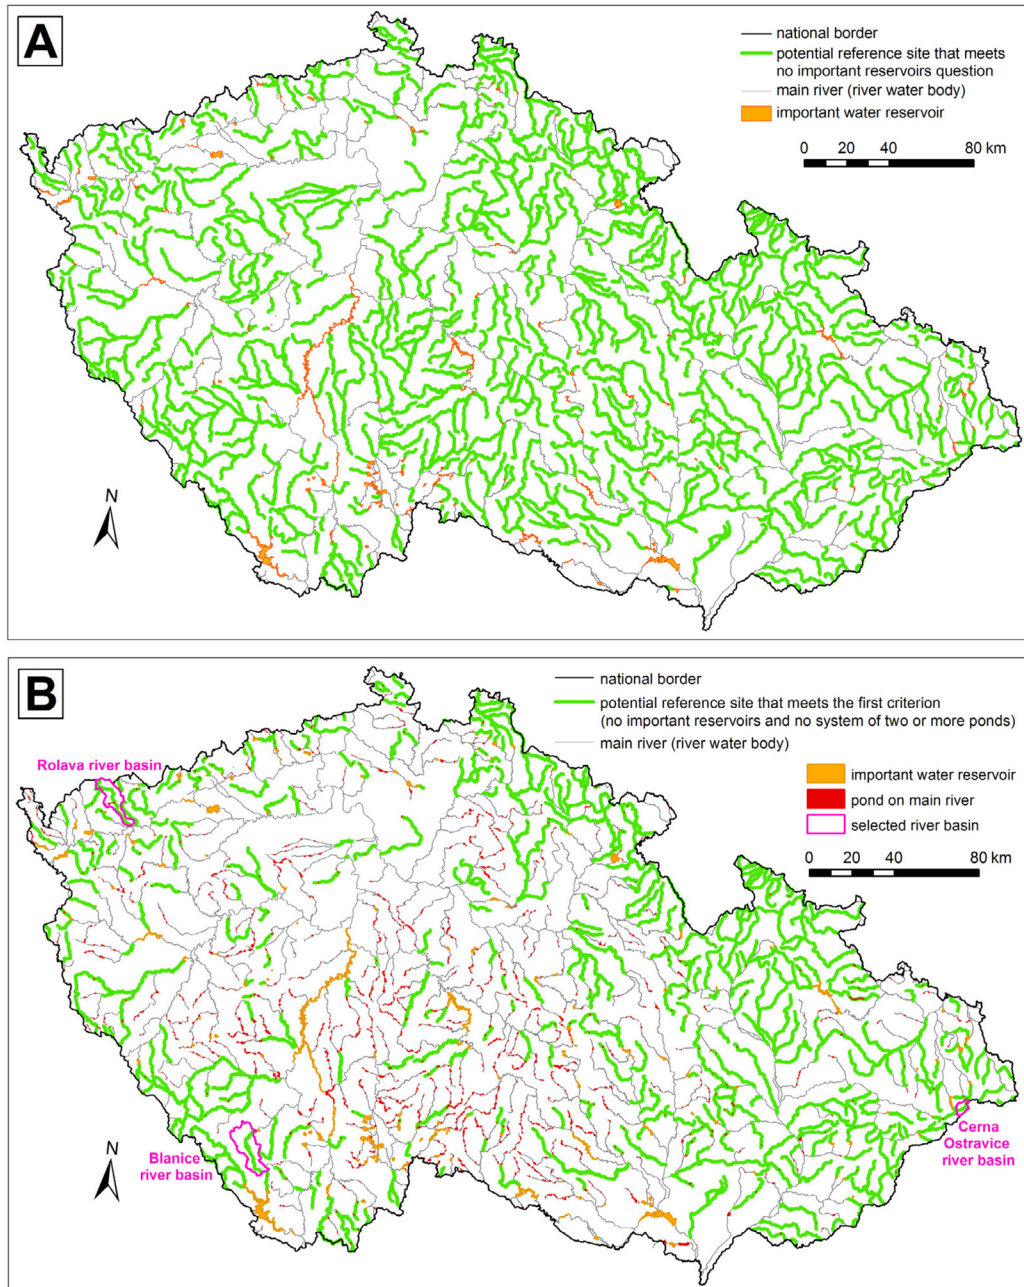 A
national border
potential reference site that meets
no important reservoirs question
main river (river water body)
important water reservoir
0 20 40 80 km
N
B
national border
potential reference site that meets the first criterion
(no important reservoirs and no system of two or more ponds)
main river (river water body)
important water reservoir
pond on main river
selected river basin
0 20 40 80 km
Rolava river basin
Blanice
river basin
N
Cerna
Ostravice
river basin